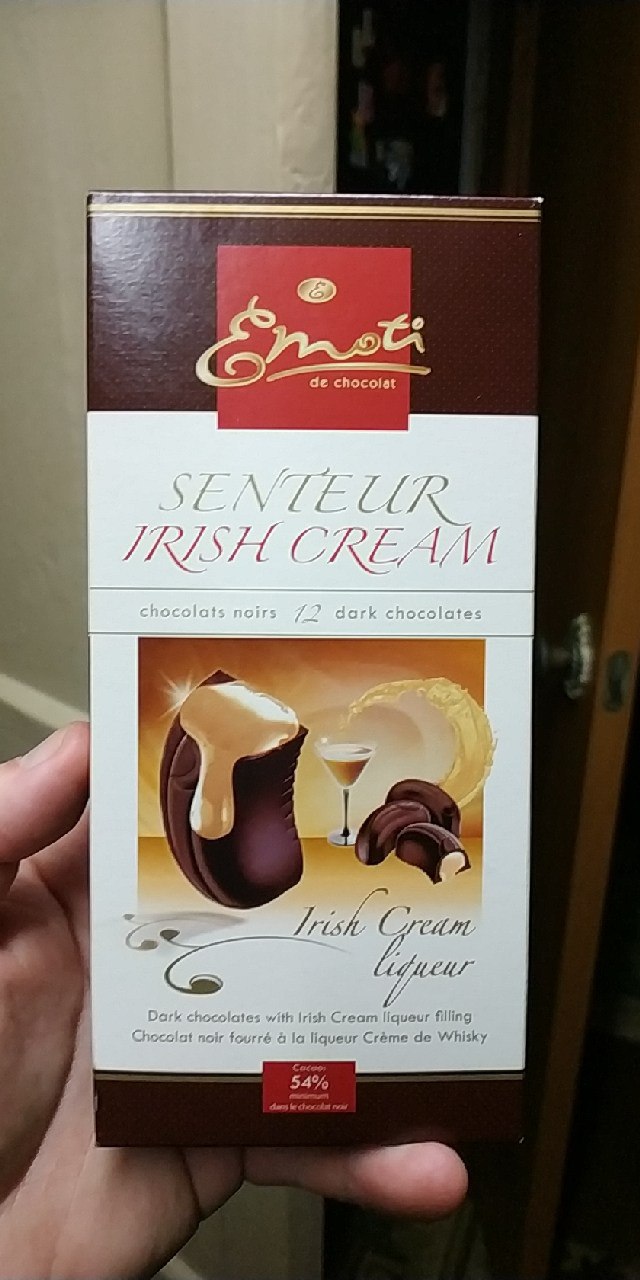 E
Emoti
de chocolat
SENTEUR
IRISH CREAM
chocolats noirs 12 dark chocolates
Irish Cream
liqueur
Dark chocolates with Irish Cream liqueur filling
Chocolat noir fourré à la liqueur Crème de Whisky
Cacao:
54%
minimum
dans le chocolat noir